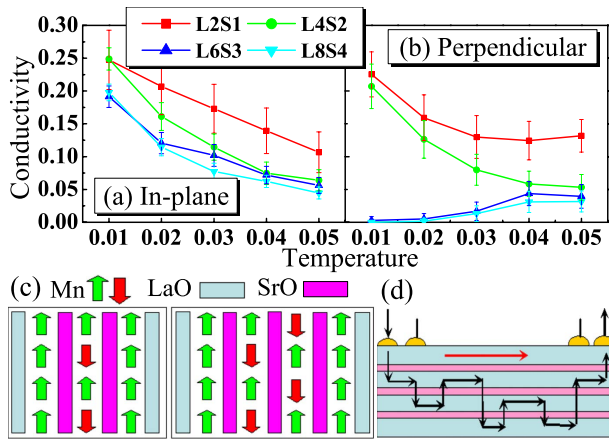 L2S1 L4S2
L6S3 L8S4
(b) Perpendicular
(a) In-plane
Conductivity
0.30
0.25
0.20
0.15
0.10
0.05
0.00
0.01 0.02 0.03 0.04 0.05 0.01 0.02 0.03 0.04 0.05
Temperature
(c) Mn LaO SrO (d)